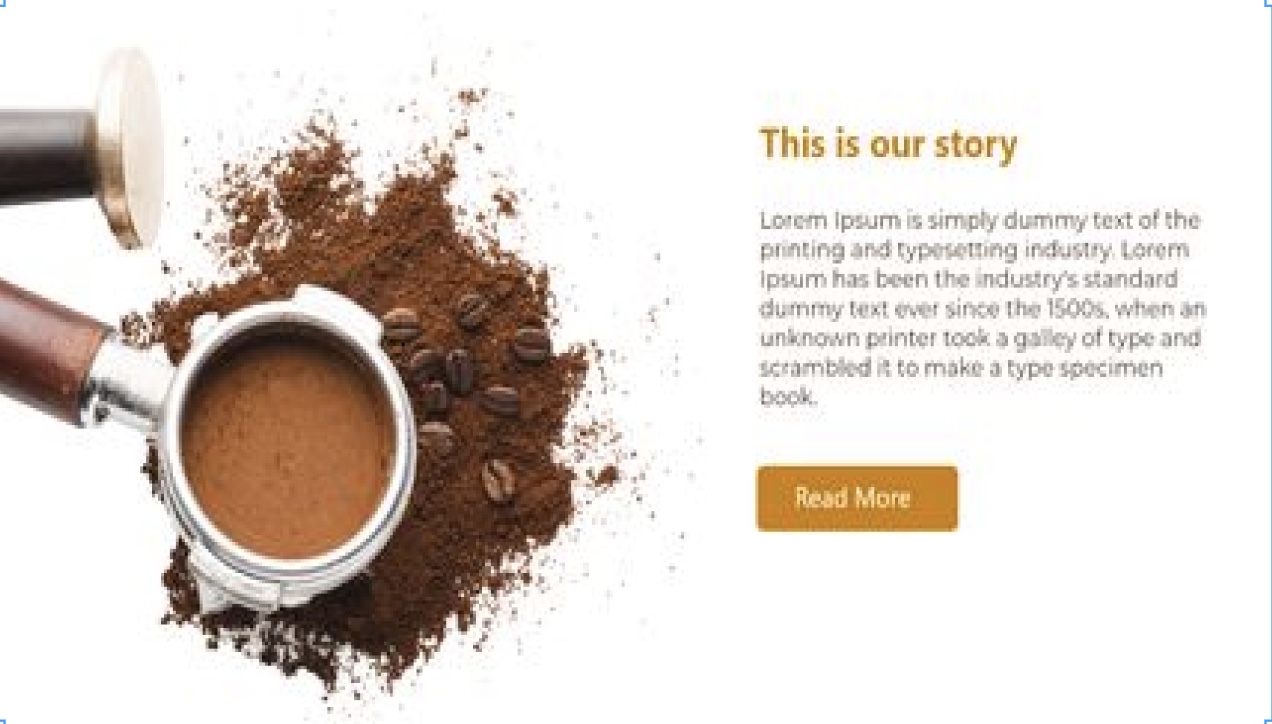 This is our story
Lorem Ipsum is simply dummy text of the
printing and typesetting industry. Lorem
Ipsum has been the industry's standard
dummy text ever since the 1500s, when an
unknown printer took a galley of type and
scrambled it to make a type specimen
book.
Read More